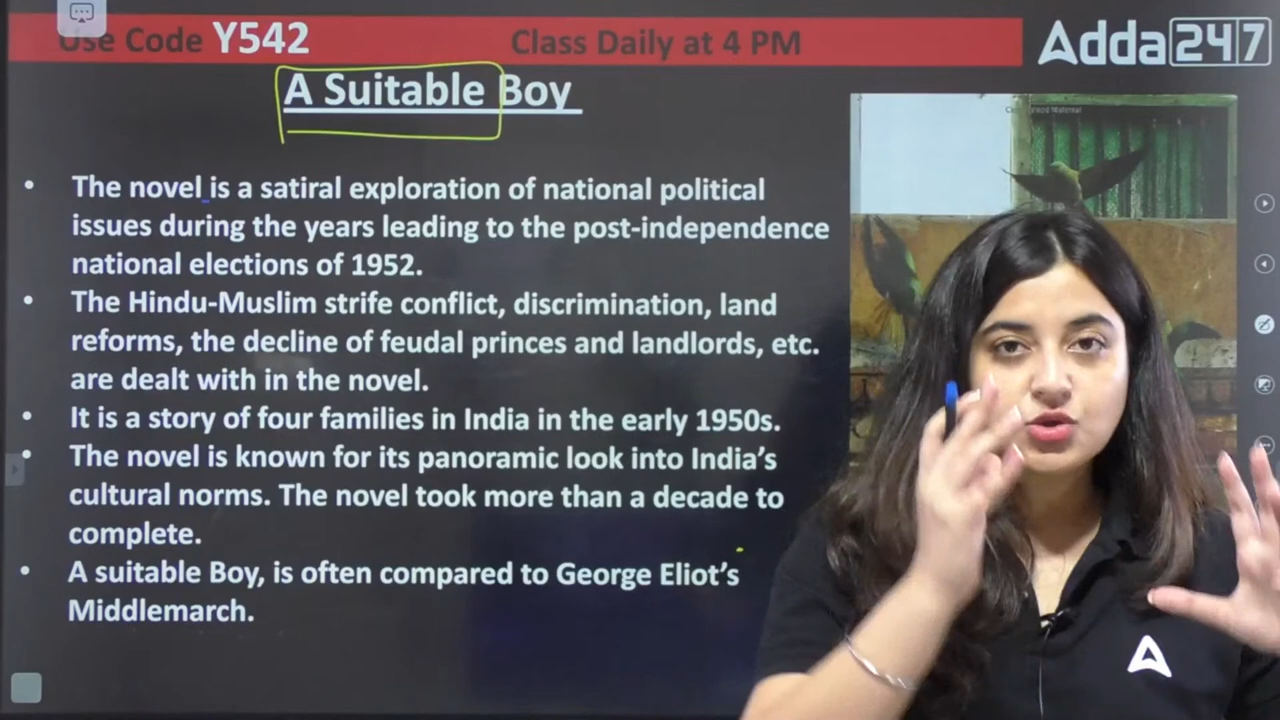 Use Code Y542 Class Daily at 4 PM
Adda247
A Suitable Boy
• The novel is a satiral exploration of national political
issues during the years leading to the post-independence
national elections of 1952.
• The Hindu-Muslim strife conflict, discrimination, land
reforms, the decline of feudal princes and landlords, etc.
are dealt with in the novel.
• It is a story of four families in India in the early 1950s.
• The novel is known for its panoramic look into India's
cultural norms. The novel took more than a decade to
complete.
• A suitable Boy, is often compared to George Eliot's
Middlemarch.